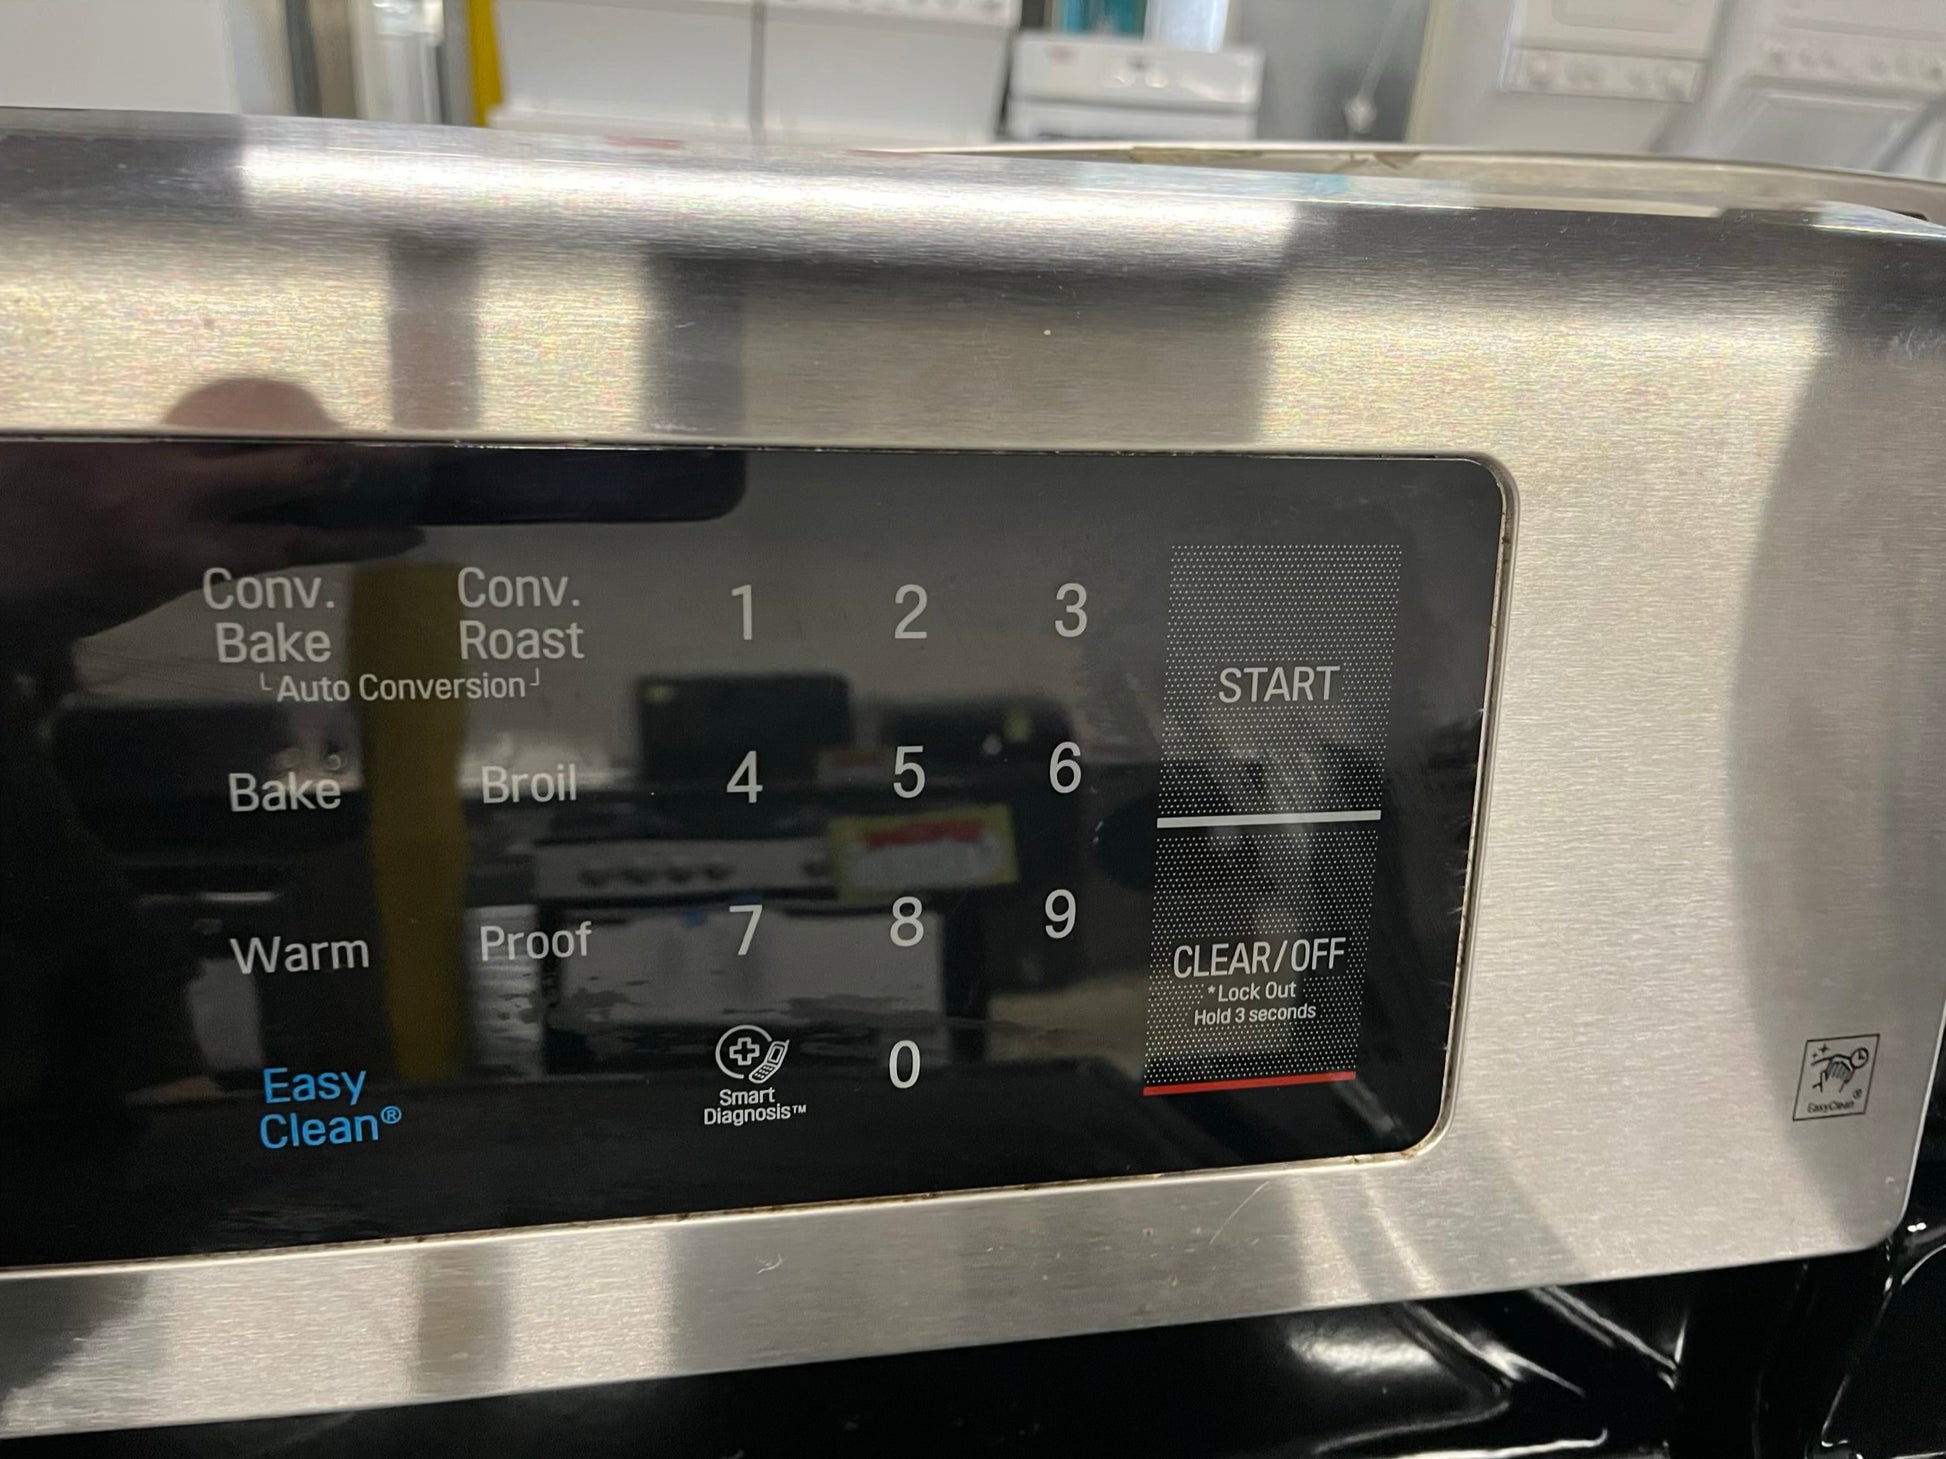 Conv.
Bake
Conv.
Roast
└Auto Conversion┘
1 2 3
START
Bake
Broil
4 5 6
Warm
Proof
7 8 9
CLEAR/OFF
*Lock Out
Hold 3 seconds
Easy
Clean®
Smart
Diagnosis™
0
EasyClean®